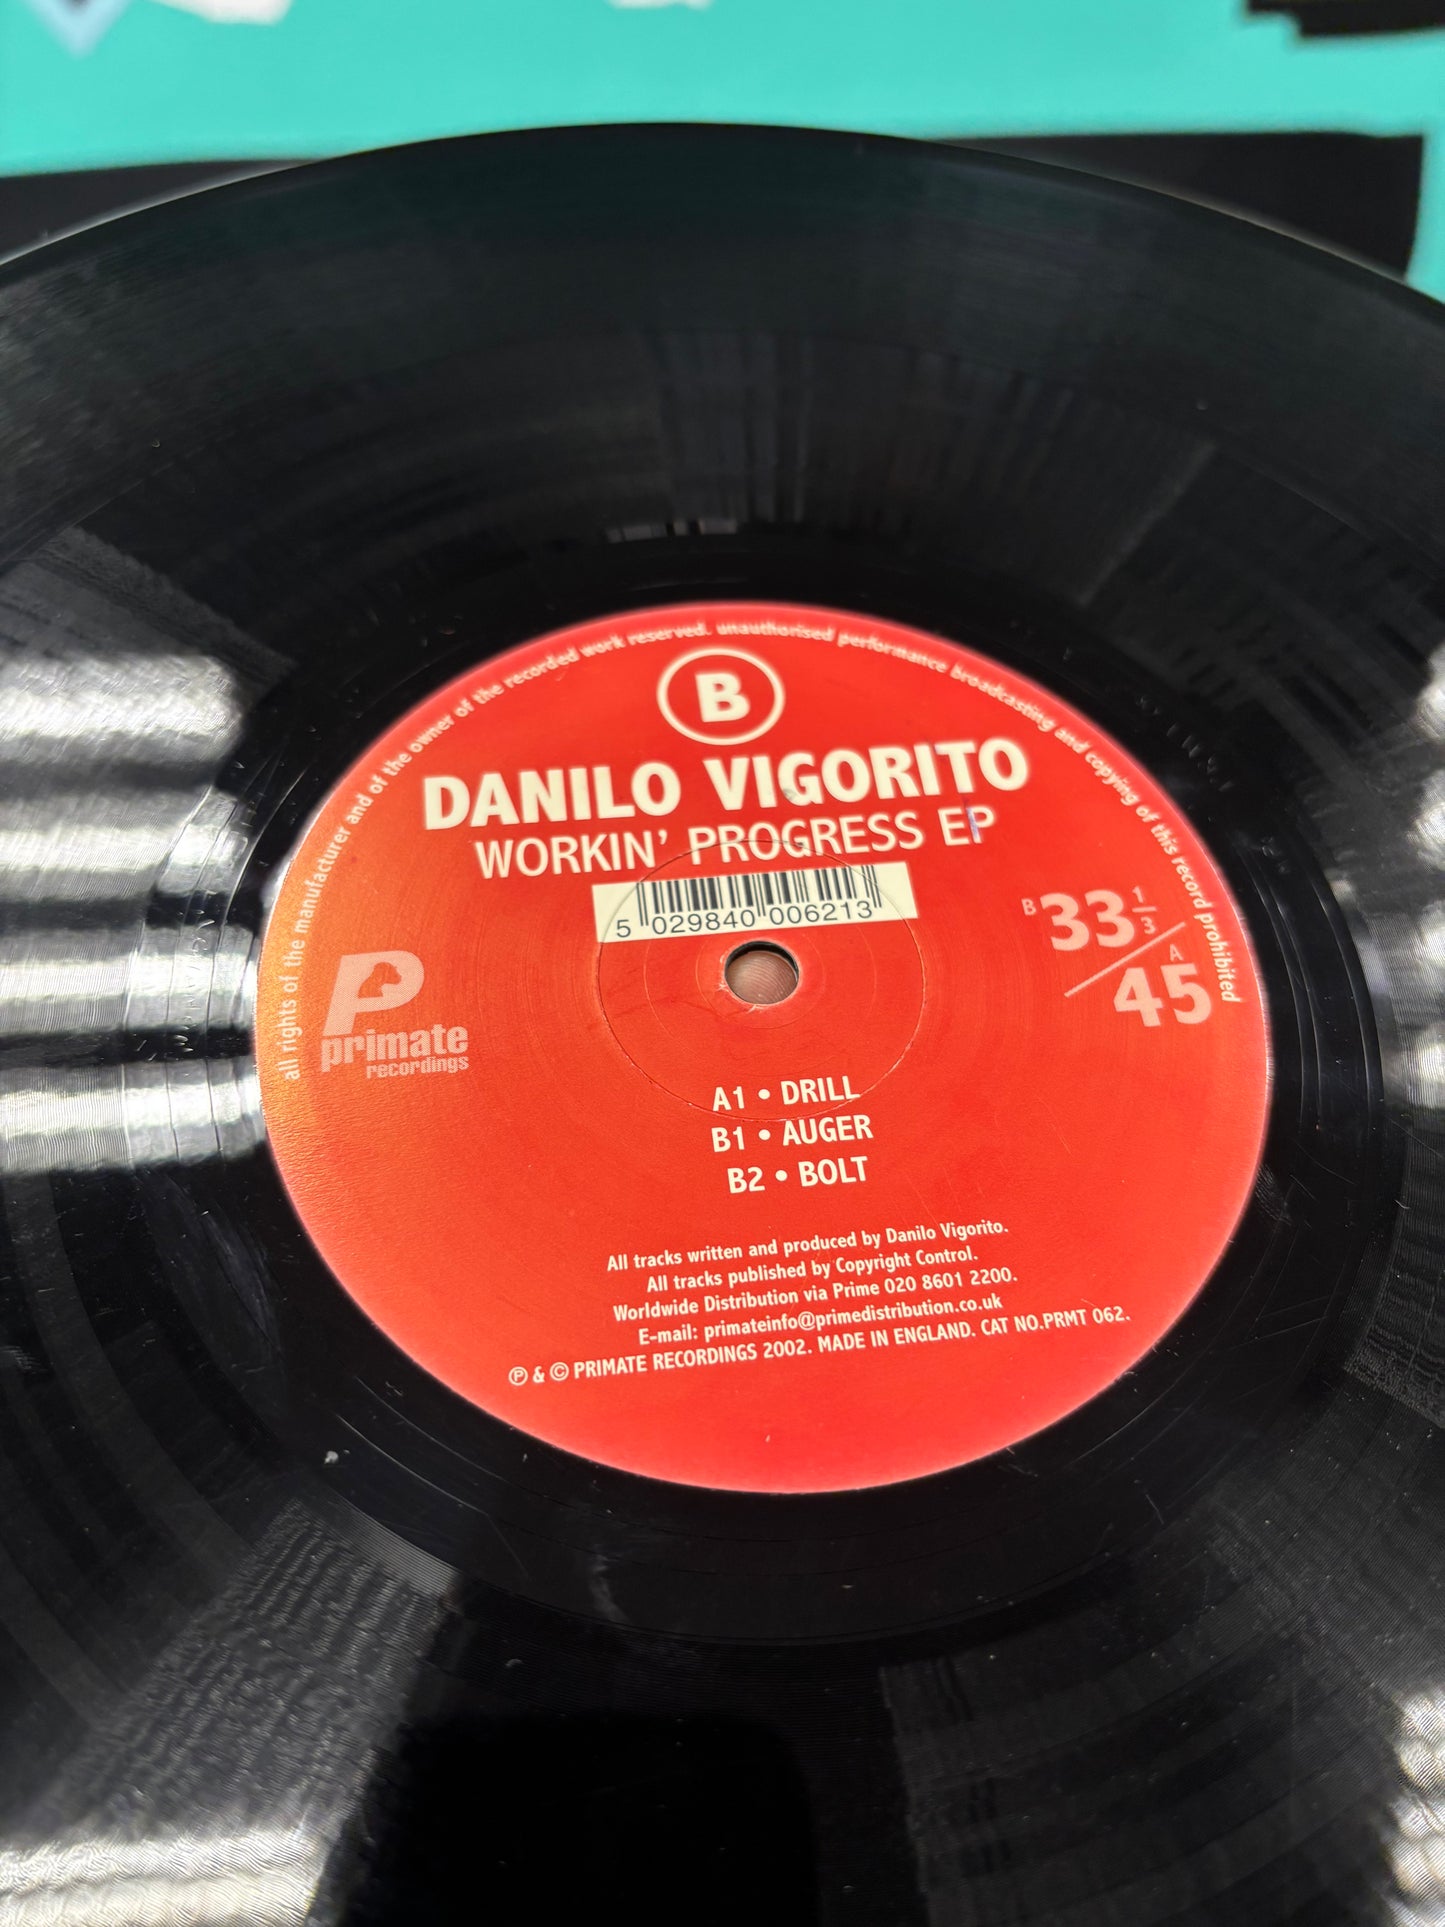 all rights of the manufacturer and of the owner of the recorded work reserved. unauthorised performance broadcasting and copying of this record prohibited
B
DANILO VIGORITO
WORKIN' PROGRESS EP
5 029840 006213
B 33 1/3
A 45
P
primate
recordings
A1 • DRILL
B1 • AUGER
B2 • BOLT
All tracks written and produced by Danilo Vigorito.
All tracks published by Copyright Control.
Worldwide Distribution via Prime 020 8601 2200.
E-mail: primateinfo@primedistribution.co.uk
℗ & © PRIMATE RECORDINGS 2002. MADE IN ENGLAND. CAT NO.PRMT 062.